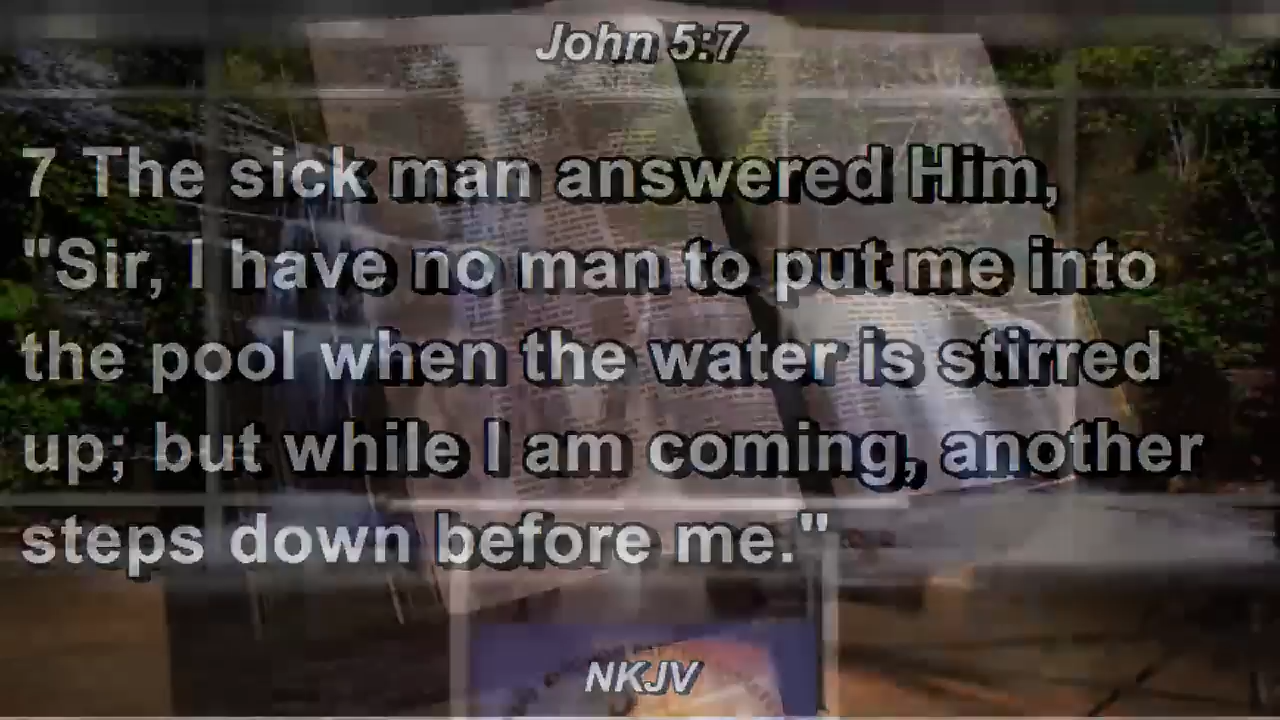 John 5:7
7 The sick man answered Him,
"Sir, I have no man to put me into
the pool when the water is stirred
up; but while I am coming, another
steps down before me."
NKJV